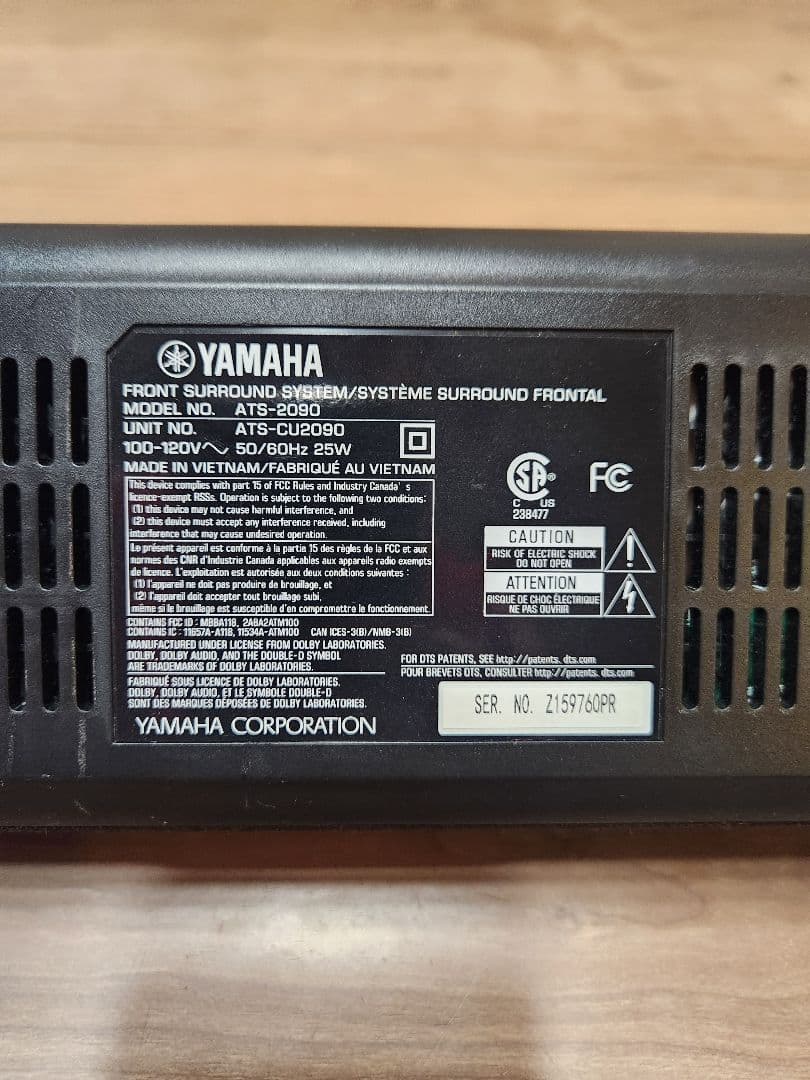 YAMAHA
FRONT SURROUND SYSTEM/SYSTÈME SURROUND FRONTAL
MODEL NO. ATS-2090
UNIT NO. ATS-CU2090
100-120V～ 50/60Hz 25W
MADE IN VIETNAM/FABRIQUÉ AU VIETNAM
This device complies with part 15 of FCC Rules and Industry Canada's
licence-exempt RSSs. Operation is subject to the following two conditions:
(1) this device may not cause harmful interference, and
(2) this device must accept any interference received, including
interference that may cause undesired operation.
Le présent appareil est conforme à la partie 15 des règles de la FCC et aux
normes des CNR d'Industrie Canada applicables aux appareils radio exempts
de licence. L'exploitation est autorisée aux deux conditions suivantes :
(1) l'appareil ne doit pas produire de brouillage, et
(2) l'appareil doit accepter tout brouillage subi,
même si le brouillage est susceptible d'en compromettre le fonctionnement.
CONTAINS FCC ID : MBBA118, 2ABA2ATM100
CONTAINS IC : 11657A-A118, 11534A-ATM100 CAN ICES-3(B)/NMB-3(B)
MANUFACTURED UNDER LICENSE FROM DOLBY LABORATORIES.
DOLBY, DOLBY AUDIO, AND THE DOUBLE-D SYMBOL
ARE TRADEMARKS OF DOLBY LABORATORIES.
FABRIQUÉ SOUS LICENCE DE DOLBY LABORATORIES.
DOLBY, DOLBY AUDIO, ET LE SYMBOLE DOUBLE-D
SONT DES MARQUES DÉPOSÉES DE DOLBY LABORATORIES.
YAMAHA CORPORATION
SA®
C US
238477
FC
CAUTION
RISK OF ELECTRIC SHOCK
DO NOT OPEN
ATTENTION
RISQUE DE CHOC ÉLECTRIQUE
NE PAS OUVRIR
FOR DTS PATENTS, SEE http://patents.dts.com
POUR BREVETS DTS, CONSULTER http://patents.dts.com
SER. NO. Z159760PR